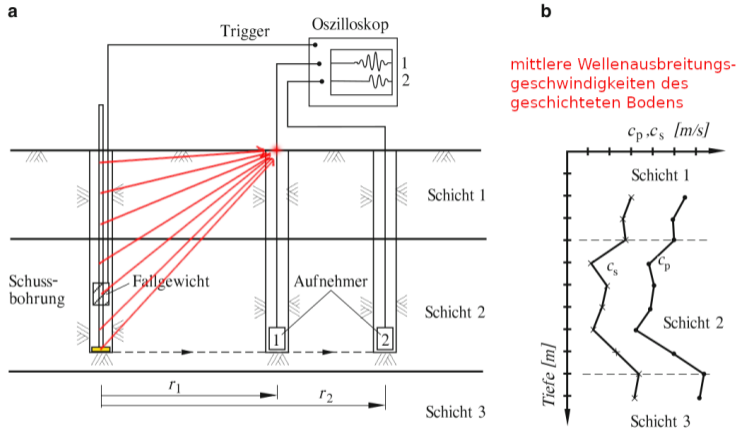 a
Trigger
Oszilloskop
1
2
Schicht 1
Schuss-
bohrung
Fallgewicht
Aufnehmer
Schicht 2
1
2
r1
r2
Schicht 3
b
mittlere Wellenausbreitungs-
geschwindigkeiten des
geschichteten Bodens
cp,cs [m/s]
Schicht 1
cs
cp
Schicht 2
Tiefe [m]
Schicht 3